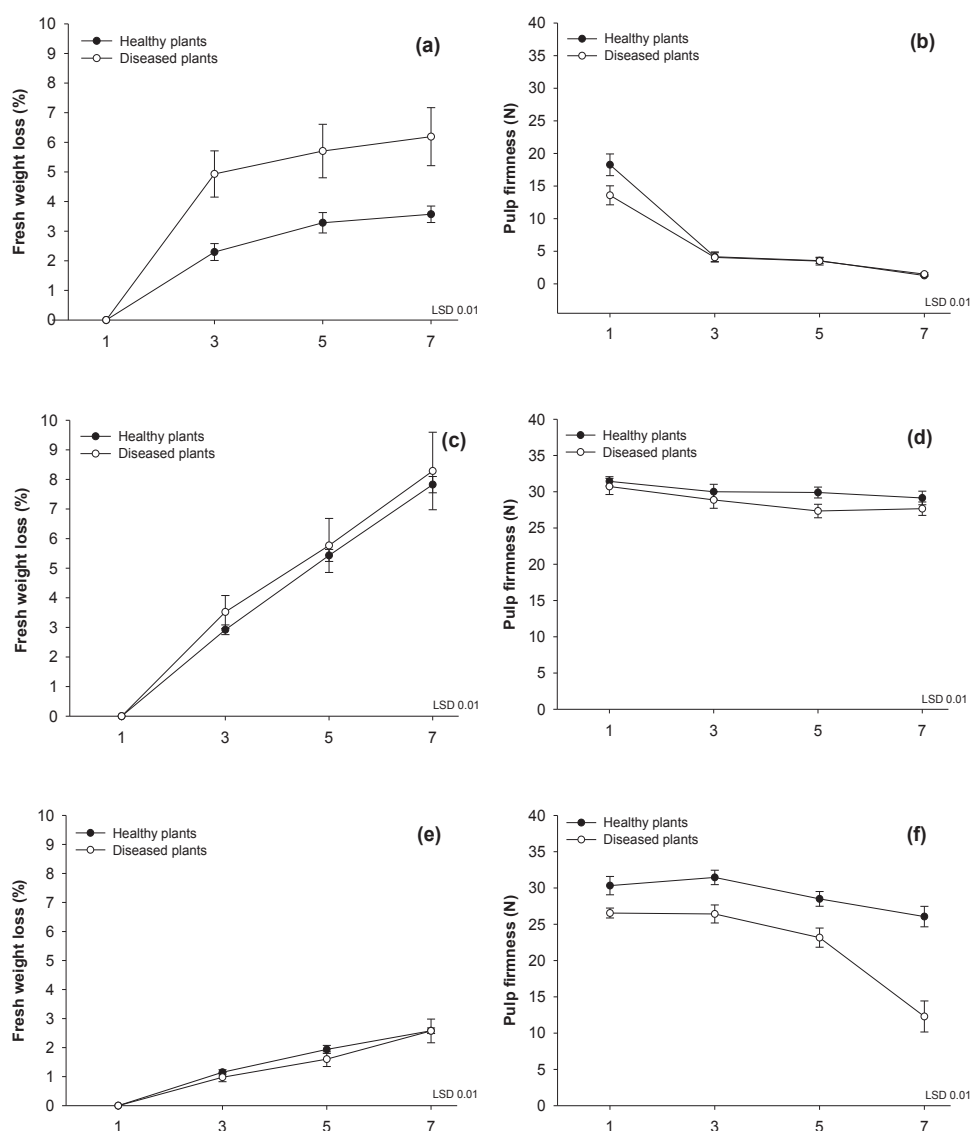 Fresh weight loss (%)
10
9
8
7
6
5
4
3
2
1
0
Healthy plants
Diseased plants
(a)
LSD 0.01
1 3 5 7
Pulp firmness (N)
40
35
30
25
20
15
10
5
0
Healthy plants
Diseased plants
(b)
LSD 0.01
1 3 5 7
Fresh weight loss (%)
10
9
8
7
6
5
4
3
2
1
0
Healthy plants
Diseased plants
(c)
LSD 0.01
1 3 5 7
Pulp firmness (N)
40
35
30
25
20
15
10
5
0
Healthy plants
Diseased plants
(d)
LSD 0.01
1 3 5 7
Fresh weight loss (%)
10
9
8
7
6
5
4
3
2
1
0
Healthy plants
Diseased plants
(e)
LSD 0.01
1 3 5 7
Pulp firmness (N)
40
35
30
25
20
15
10
5
0
Healthy plants
Diseased plants
(f)
LSD 0.01
1 3 5 7